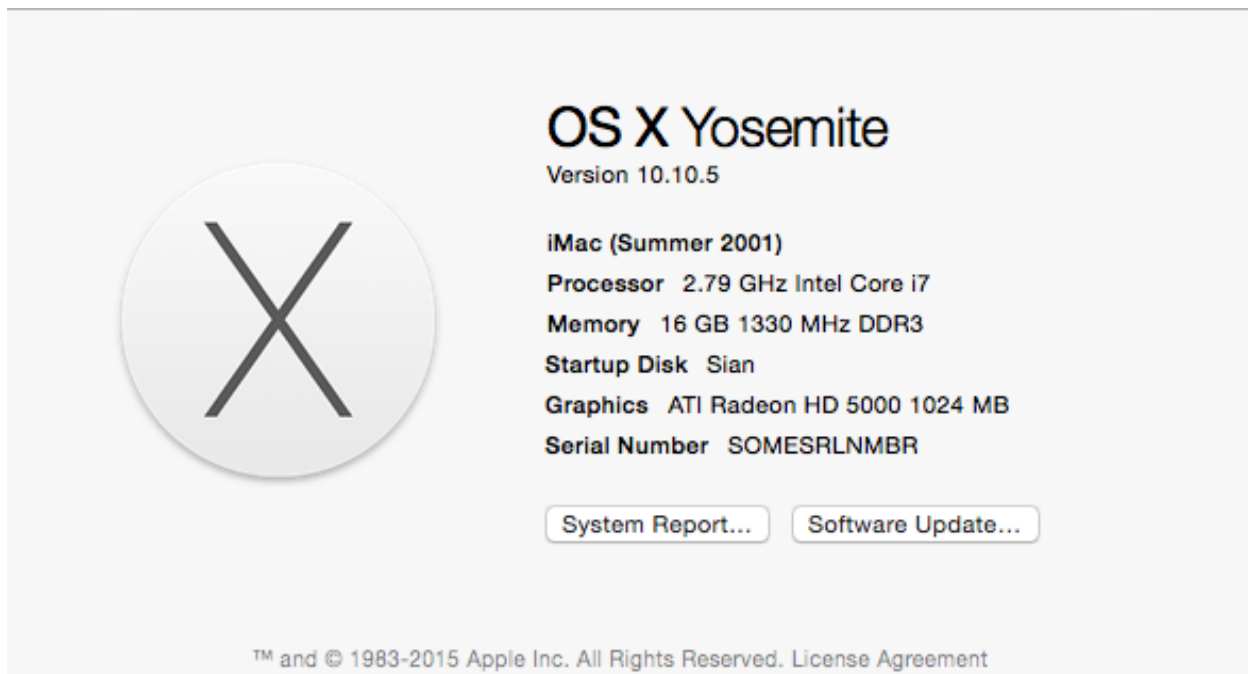 OS X Yosemite
Version 10.10.5
iMac (Summer 2001)
Processor 2.79 GHz Intel Core i7
Memory 16 GB 1330 MHz DDR3
Startup Disk Sian
Graphics ATI Radeon HD 5000 1024 MB
Serial Number SOMESRLNMBR
System Report... Software Update...
™ and © 1983-2015 Apple Inc. All Rights Reserved. License Agreement